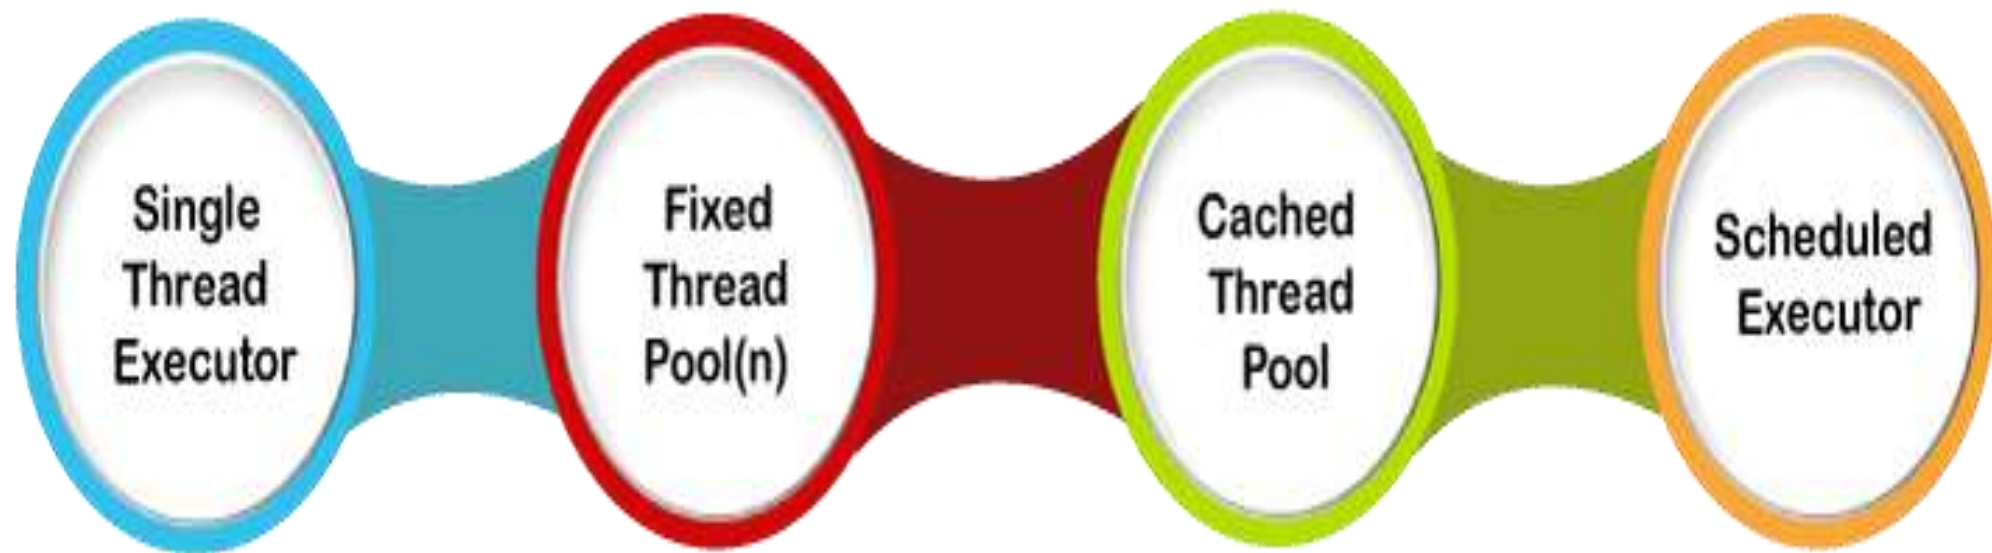 Single
Thread
Executor
Fixed
Thread
Pool(n)
Cached
Thread
Pool
Scheduled
Executor